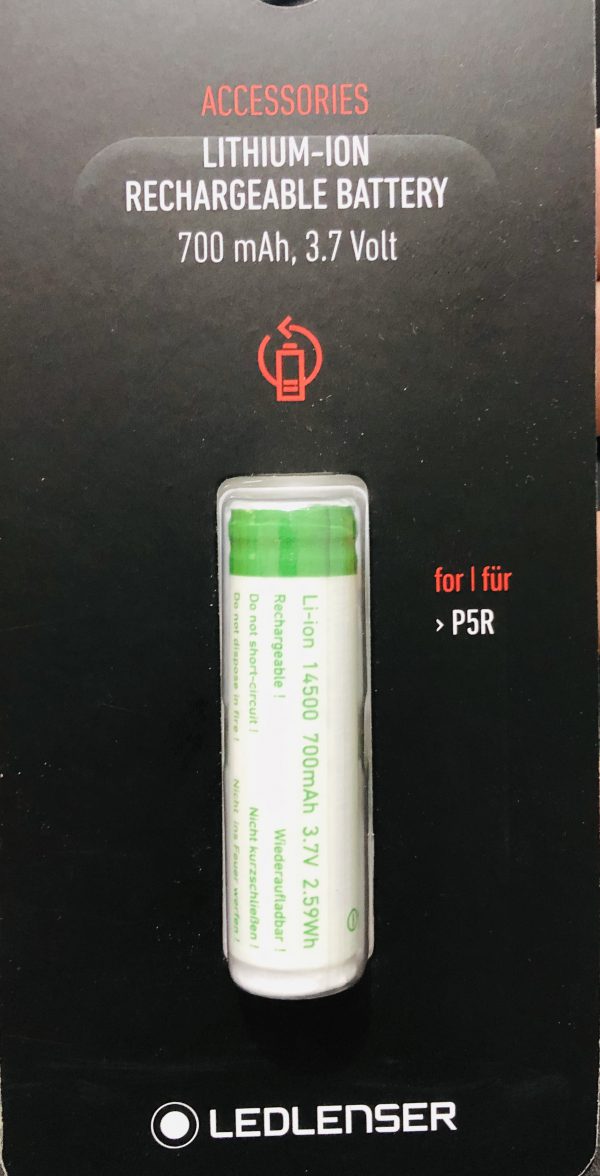 ACCESSORIES
LITHIUM-ION
RECHARGEABLE BATTERY
700 mAh, 3.7 Volt
for | für
› P5R
Li-ion 14500 700mAh 3.7V 2.59Wh
Rechargeable ! Wiederaufladbar !
Do not short-circuit ! Nicht kurzschließen !
Do not dispose in fire ! Nicht ins Feuer werfen !
LEDLENSER